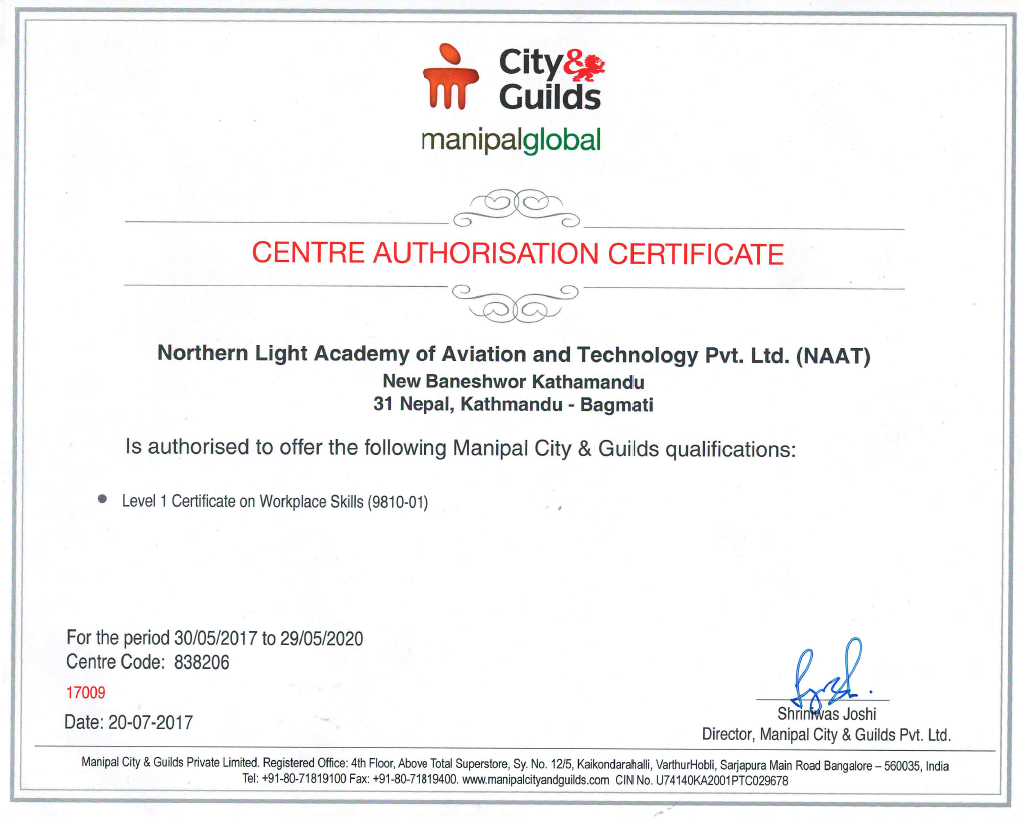 City&
Guilds
manipalglobal
CENTRE AUTHORISATION CERTIFICATE
Northern Light Academy of Aviation and Technology Pvt. Ltd. (NAAT)
New Baneshwor Kathamandu
31 Nepal, Kathmandu - Bagmati
Is authorised to offer the following Manipal City & Guilds qualifications:
• Level 1 Certificate on Workplace Skills (9810-01)
For the period 30/05/2017 to 29/05/2020
Centre Code: 838206
17009
Date: 20-07-2017
Shriniwas Joshi
Director, Manipal City & Guilds Pvt. Ltd.
Manipal City & Guilds Private Limited. Registered Office: 4th Floor, Above Total Superstore, Sy. No. 12/5, Kaikondarahalli, VarthurHobli, Sarjapura Main Road Bangalore – 560035, India
Tel: +91-80-71819100 Fax: +91-80-71819400. www.manipalcityandguilds.com CIN No. U74140KA2001PTC029678